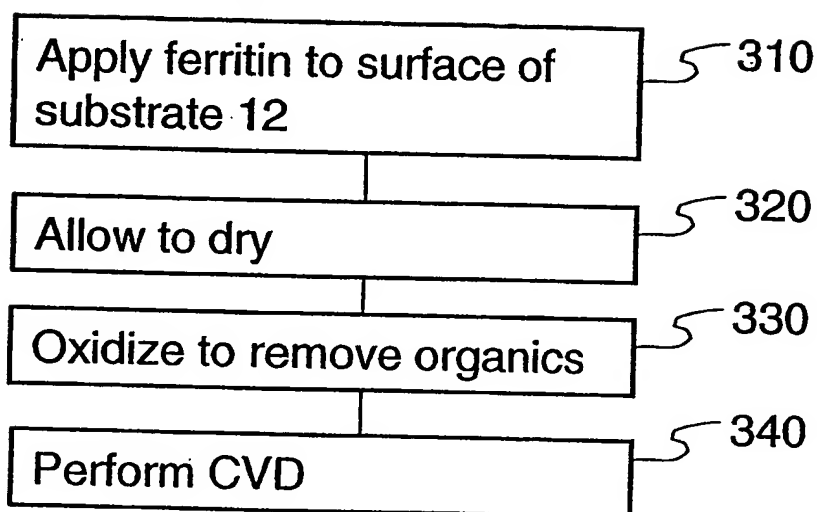 Apply ferritin to surface of
substrate 12
310
Allow to dry
320
Oxidize to remove organics
330
Perform CVD
340